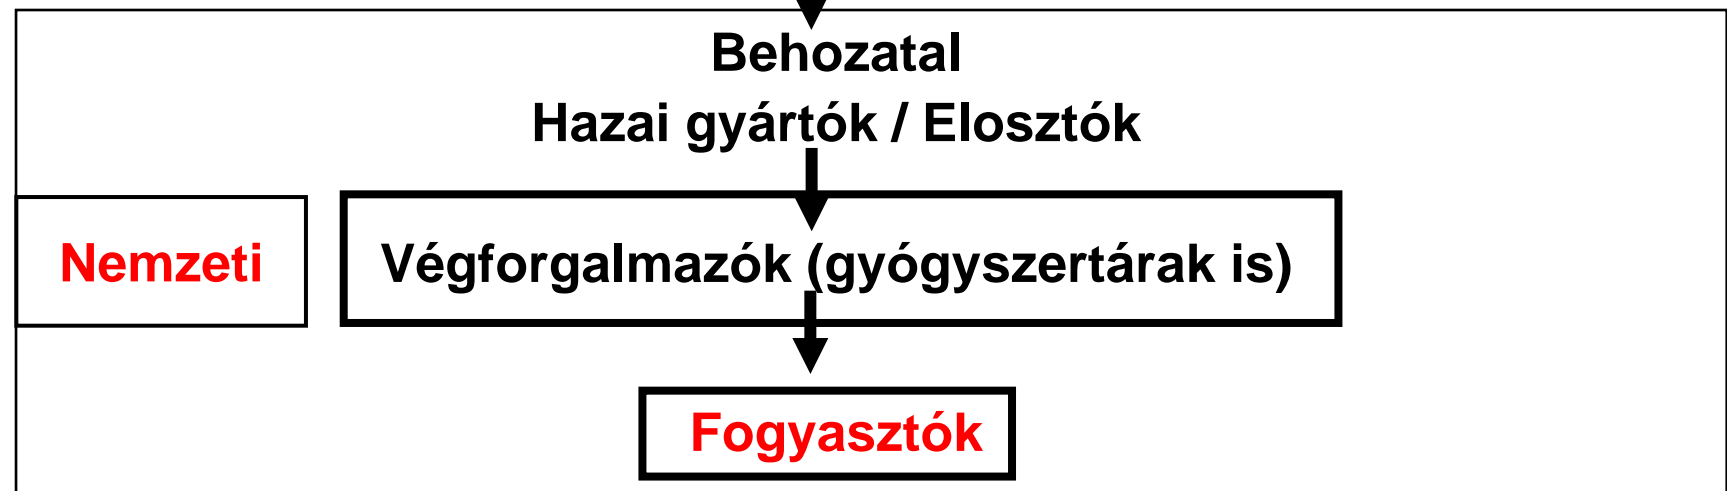 Behozatal
Hazai gyártók / Elosztók
Nemzeti
Végforgalmazók (gyógyszertárak is)
Fogyasztók